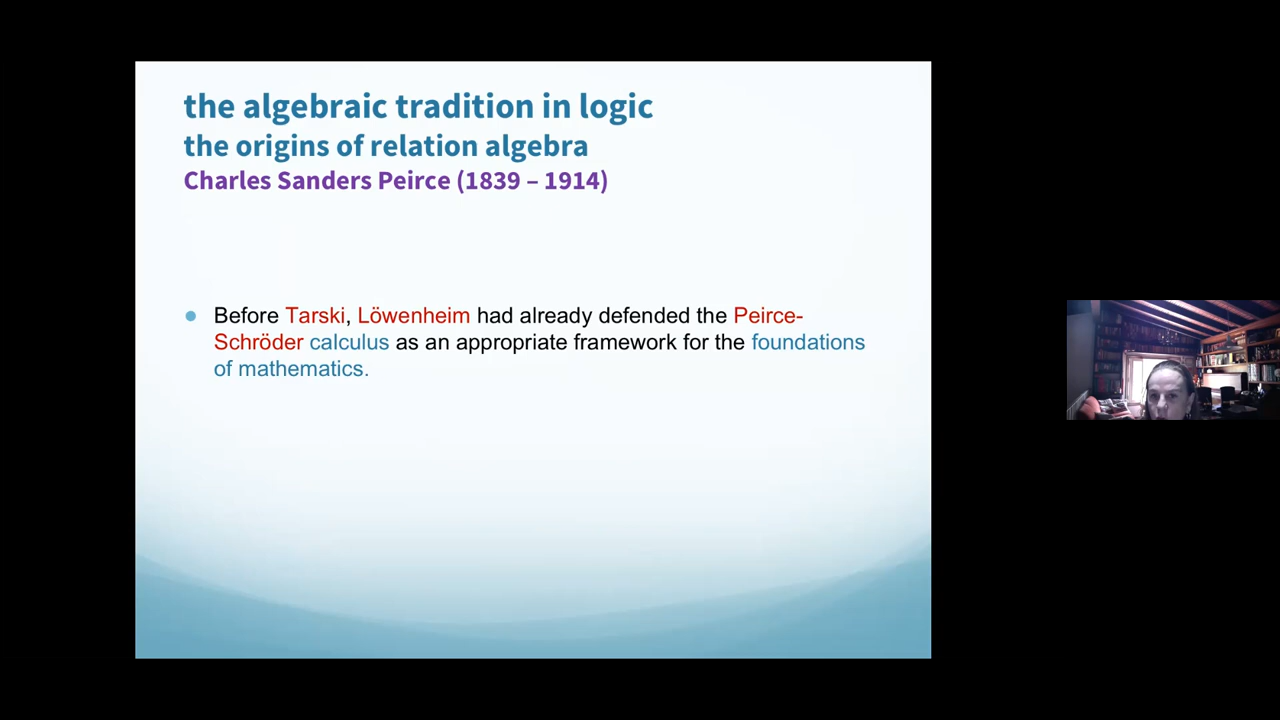 the algebraic tradition in logic
the origins of relation algebra
Charles Sanders Peirce (1839 – 1914)
Before Tarski, Löwenheim had already defended the Peirce-
Schröder calculus as an appropriate framework for the foundations
of mathematics.